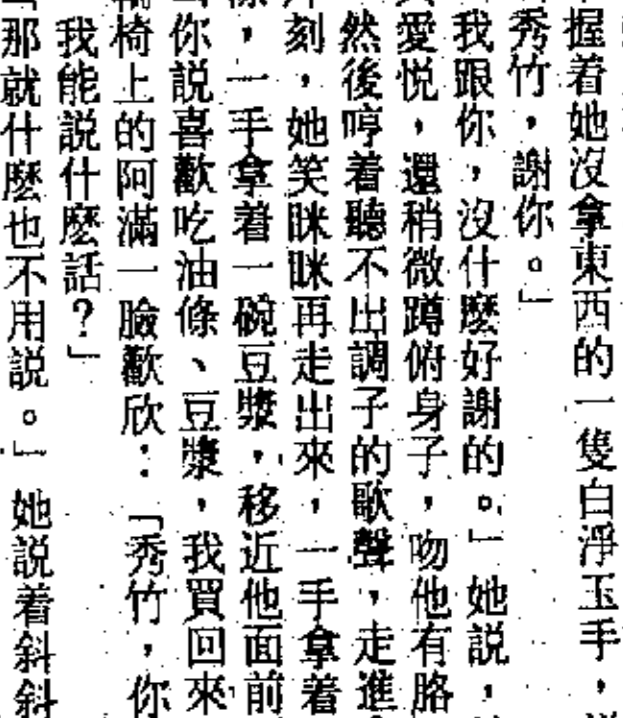 握着她沒拿東西的一隻白淨玉手，
秀竹，謝你。」
我跟你，沒什麼好謝的。」她說，
愛悅，還稍微蹲俯身子，吻他有胳
然後哼着聽不出調子的歌聲，走進
刻，她笑眯眯再走出來，一手拿着
，一手拿着一碗豆漿，移近他面前
你說喜歡吃油條、豆漿，我買回來
椅上的阿滿一臉歡欣：「秀竹，你
我能說什麼話？」
「那就什麼也不用說。」她說着斜斜